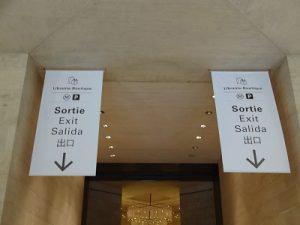 Librairie Boutique
M P
Sortie
Exit
Salida
出口
Librairie Boutique
M P
Sortie
Exit
Salida
出口